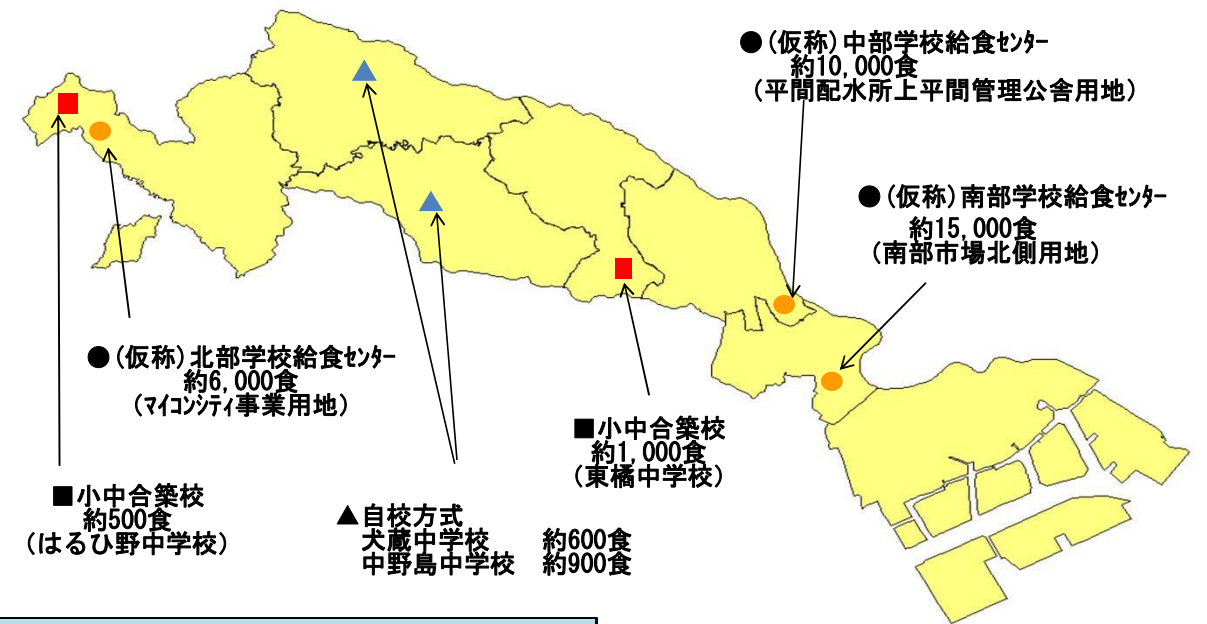 ●(仮称)中部学校給食ｾﾝﾀｰ
約10,000食
(平間配水所上平間管理公舎用地)
●(仮称)南部学校給食ｾﾝﾀｰ
約15,000食
(南部市場北側用地)
●(仮称)北部学校給食ｾﾝﾀｰ
約6,000食
(ﾏｲｺﾝｼﾃｨ事業用地)
■小中合築校
約1,000食
(東橘中学校)
■小中合築校
約500食
(はるひ野中学校)
▲自校方式
犬蔵中学校　約600食
中野島中学校　約900食